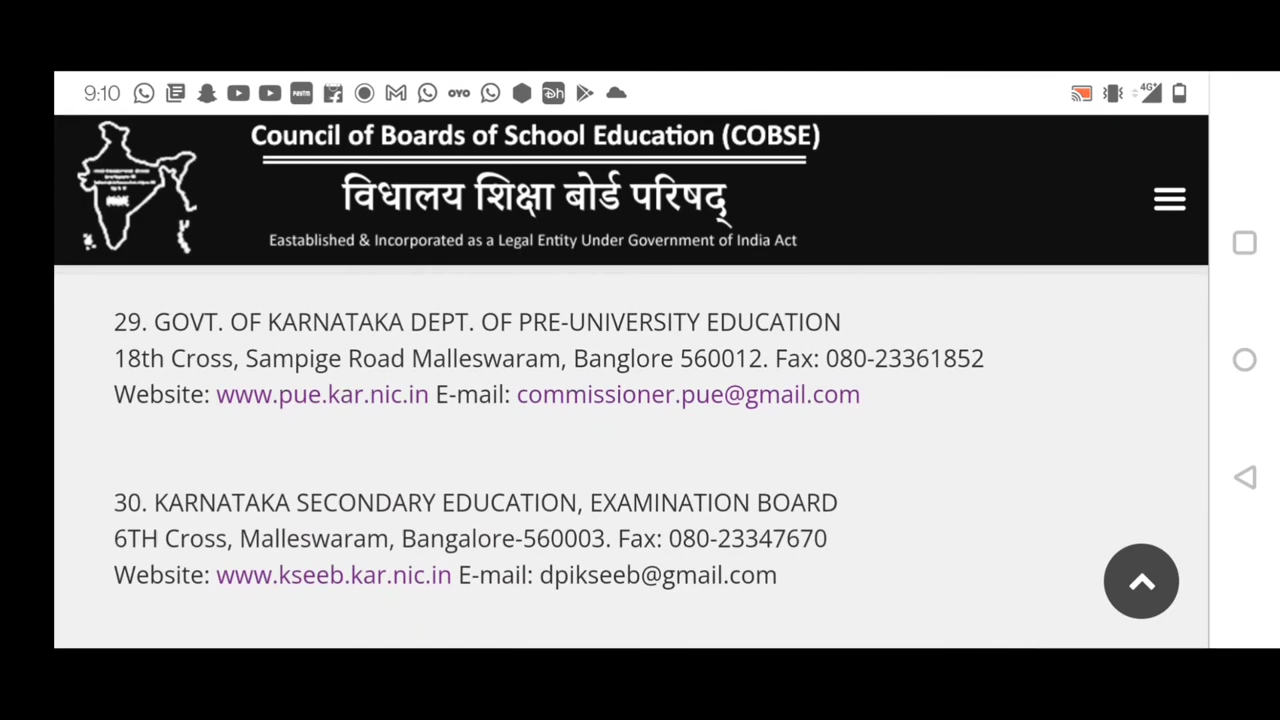 9:10
4G+
Council of Boards of School Education (COBSE)
विधालय शिक्षा बोर्ड परिषद्
Eastablished & Incorporated as a Legal Entity Under Government of India Act
29. GOVT. OF KARNATAKA DEPT. OF PRE-UNIVERSITY EDUCATION
18th Cross, Sampige Road Malleswaram, Banglore 560012. Fax: 080-23361852
Website: www.pue.kar.nic.in E-mail: commissioner.pue@gmail.com
30. KARNATAKA SECONDARY EDUCATION, EXAMINATION BOARD
6TH Cross, Malleswaram, Bangalore-560003. Fax: 080-23347670
Website: www.kseeb.kar.nic.in E-mail: dpikseeb@gmail.com